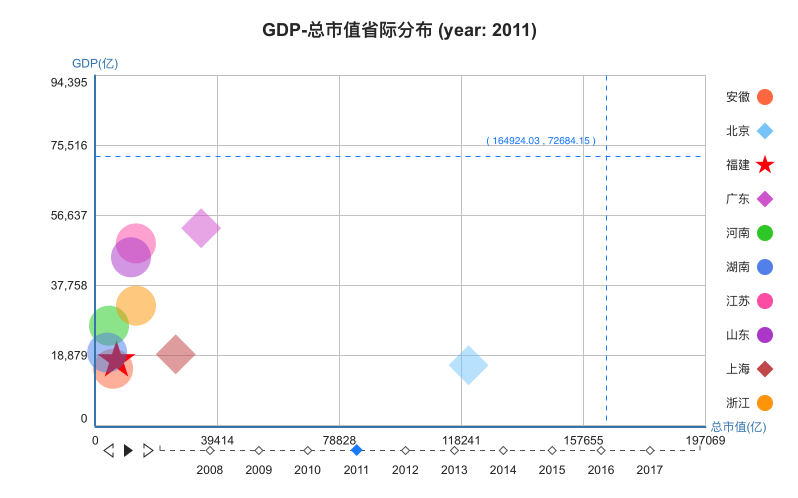 GDP-总市值省际分布 (year: 2011)
GDP(亿)
94,395
75,516
56,637
37,758
18,879
0
( 164924.03 , 72684.15 )
安徽
北京
福建
广东
河南
湖南
江苏
山东
上海
浙江
总市值(亿)
0 39414 78828 118241 157655 197069
2008 2009 2010 2011 2012 2013 2014 2015 2016 2017